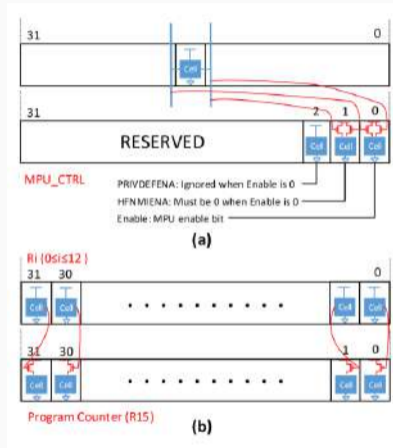 31 0
Cell
31
2 1 0
RESERVED
Cell Cell Cell
MPU_CTRL
PRIVDEFENA: Ignored when Enable is 0
HFNMIENA: Must be 0 when Enable is 0
Enable: MPU enable bit
(a)
Ri (0≤i≤12 )
31 30 0
Cell Cell Cell Cell
31 30 1 0
Cell Cell Cell Cell
Program Counter (R15)
(b)